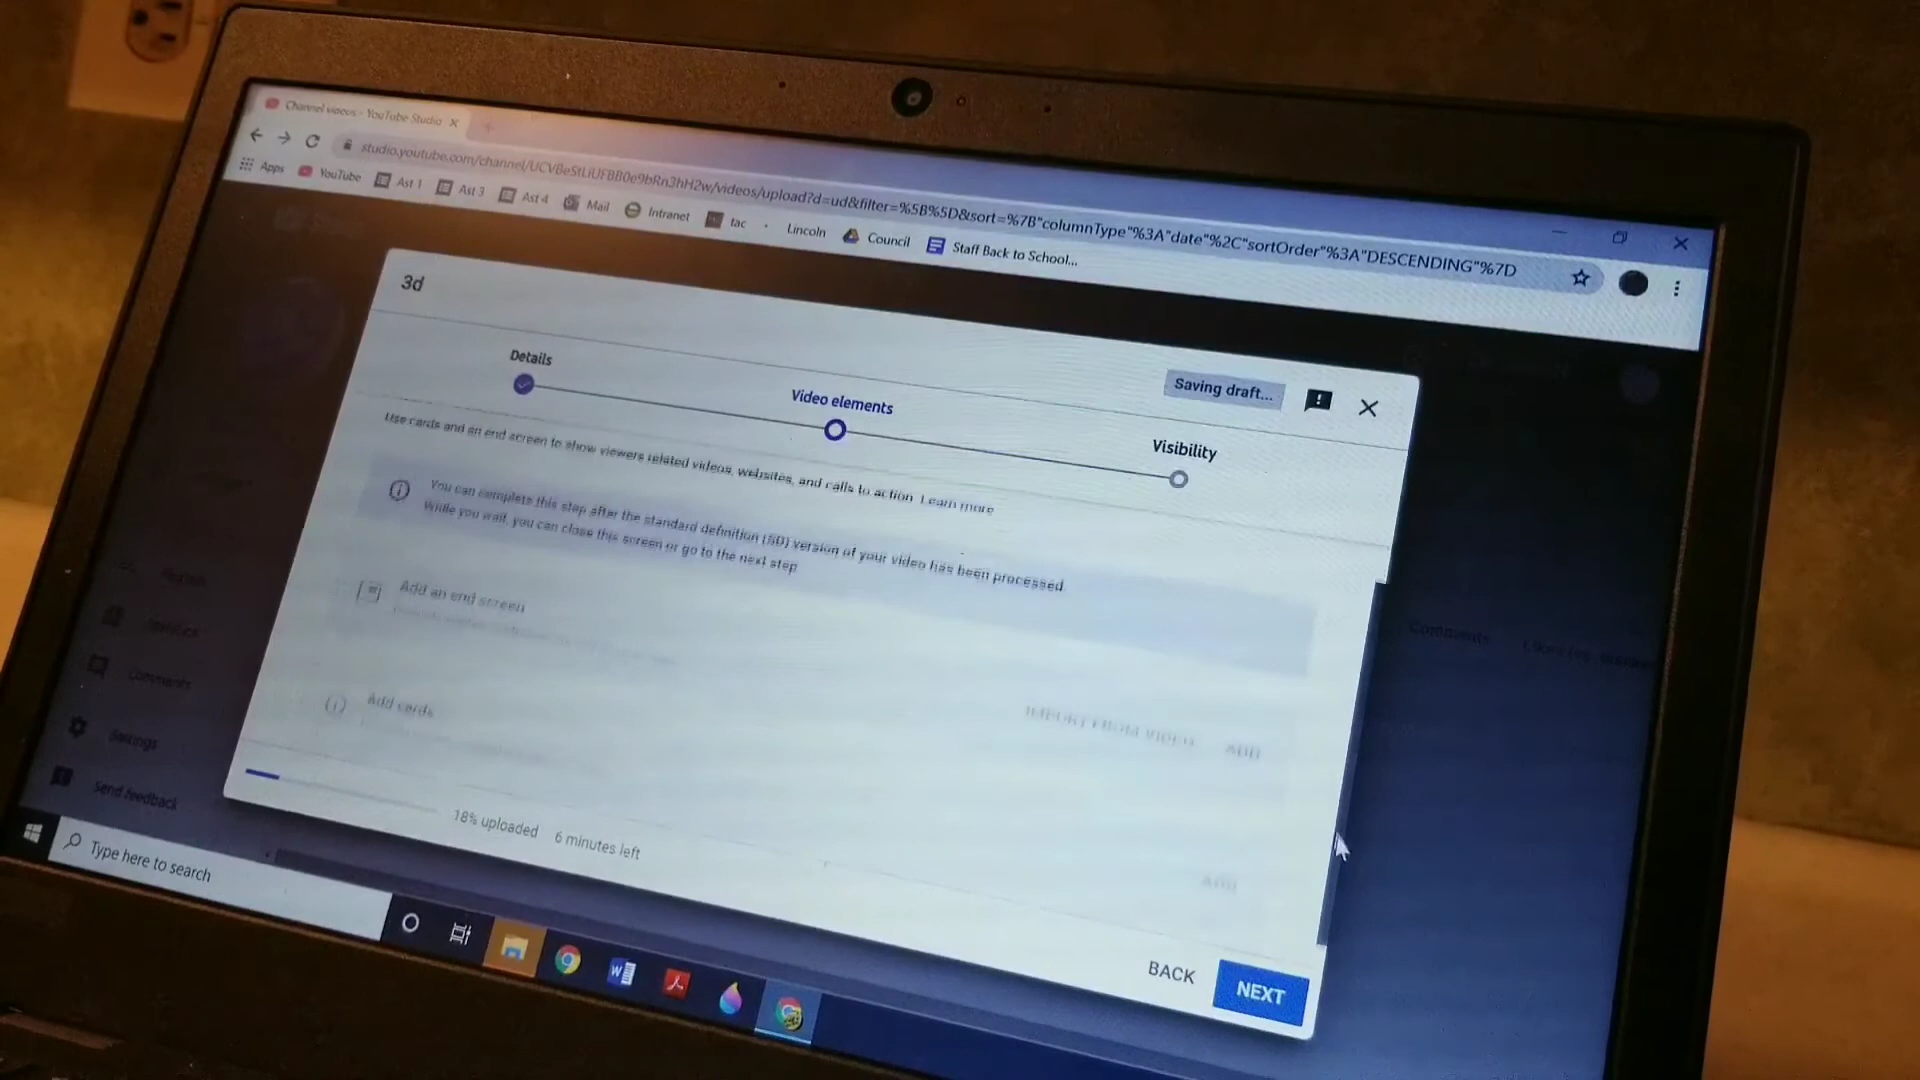 Channel videos - YouTube Studio
studio.youtube.com/channel/UCVBeStLiUFBB0e9bRn3hH2w/videos/upload?d=ud&filter=%5B%5D&sort=%7B"columnType"%3A"date"%2C"sortOrder"%3A"DESCENDING"%7D
Apps YouTube Ast 1 Ast 3 Ast 4 Mail Intranet tac Lincoln Council Staff Back to School...
3d
Saving draft...
Details
Video elements
Visibility
Use cards and an end screen to show viewers related videos, websites, and calls to action. Learn more
You can complete this step after the standard definition (SD) version of your video has been processed.
While you wait, you can close this screen or go to the next step
Add an end screen
IMPORT FROM VIDEO ADD
Add cards
ADD
Comments
Comments
Settings
Send feedback
18% uploaded 6 minutes left
BACK NEXT
Type here to search